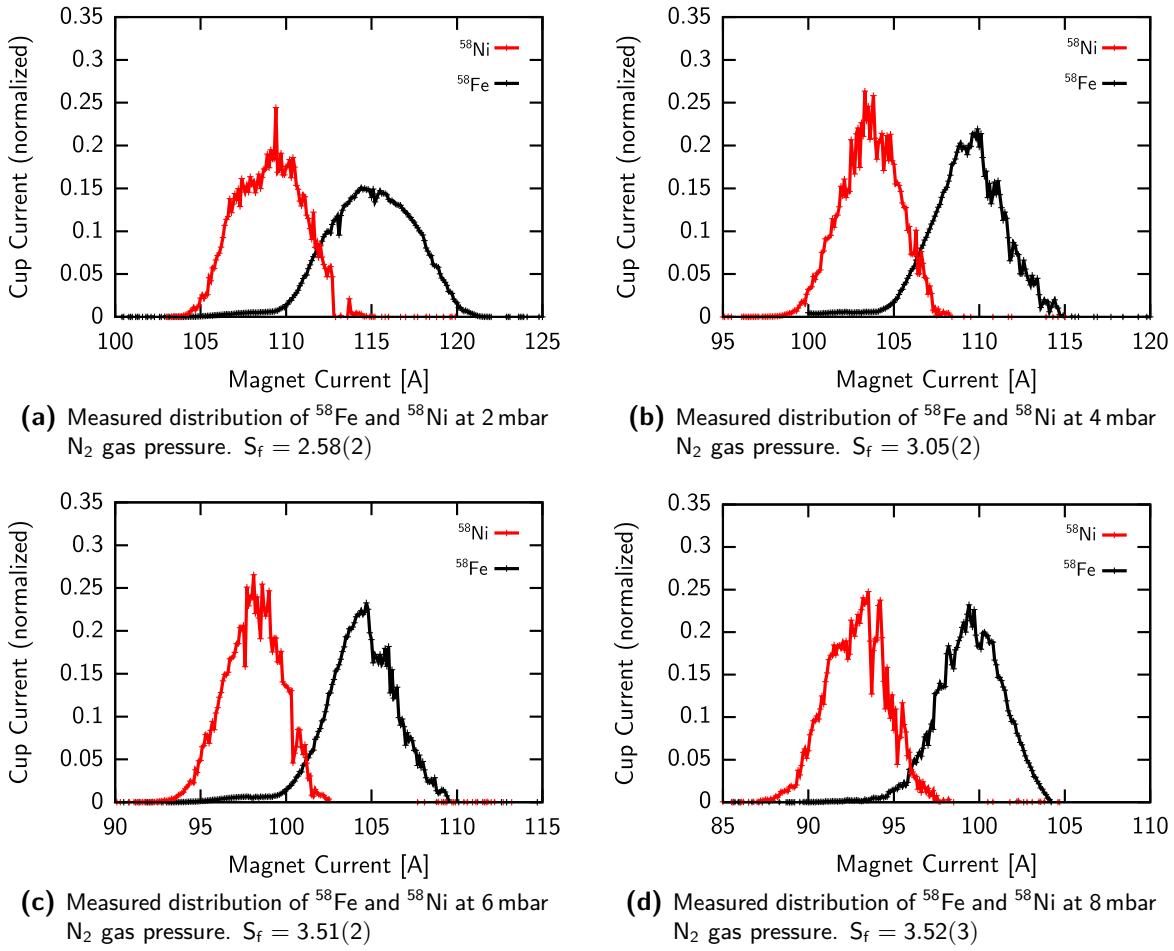 0.35
0.3
0.25
0.2
0.15
0.1
0.05
0
Cup Current (normalized)
⁵⁸Ni
⁵⁸Fe
100 105 110 115 120 125
Magnet Current [A]
(a) Measured distribution of ⁵⁸Fe and ⁵⁸Ni at 2 mbar
N₂ gas pressure. S_f = 2.58(2)
0.35
0.3
0.25
0.2
0.15
0.1
0.05
0
Cup Current (normalized)
⁵⁸Ni
⁵⁸Fe
95 100 105 110 115 120
Magnet Current [A]
(b) Measured distribution of ⁵⁸Fe and ⁵⁸Ni at 4 mbar
N₂ gas pressure. S_f = 3.05(2)
0.35
0.3
0.25
0.2
0.15
0.1
0.05
0
Cup Current (normalized)
⁵⁸Ni
⁵⁸Fe
90 95 100 105 110 115
Magnet Current [A]
(c) Measured distribution of ⁵⁸Fe and ⁵⁸Ni at 6 mbar
N₂ gas pressure. S_f = 3.51(2)
0.35
0.3
0.25
0.2
0.15
0.1
0.05
0
Cup Current (normalized)
⁵⁸Ni
⁵⁸Fe
85 90 95 100 105 110
Magnet Current [A]
(d) Measured distribution of ⁵⁸Fe and ⁵⁸Ni at 8 mbar
N₂ gas pressure. S_f = 3.52(3)